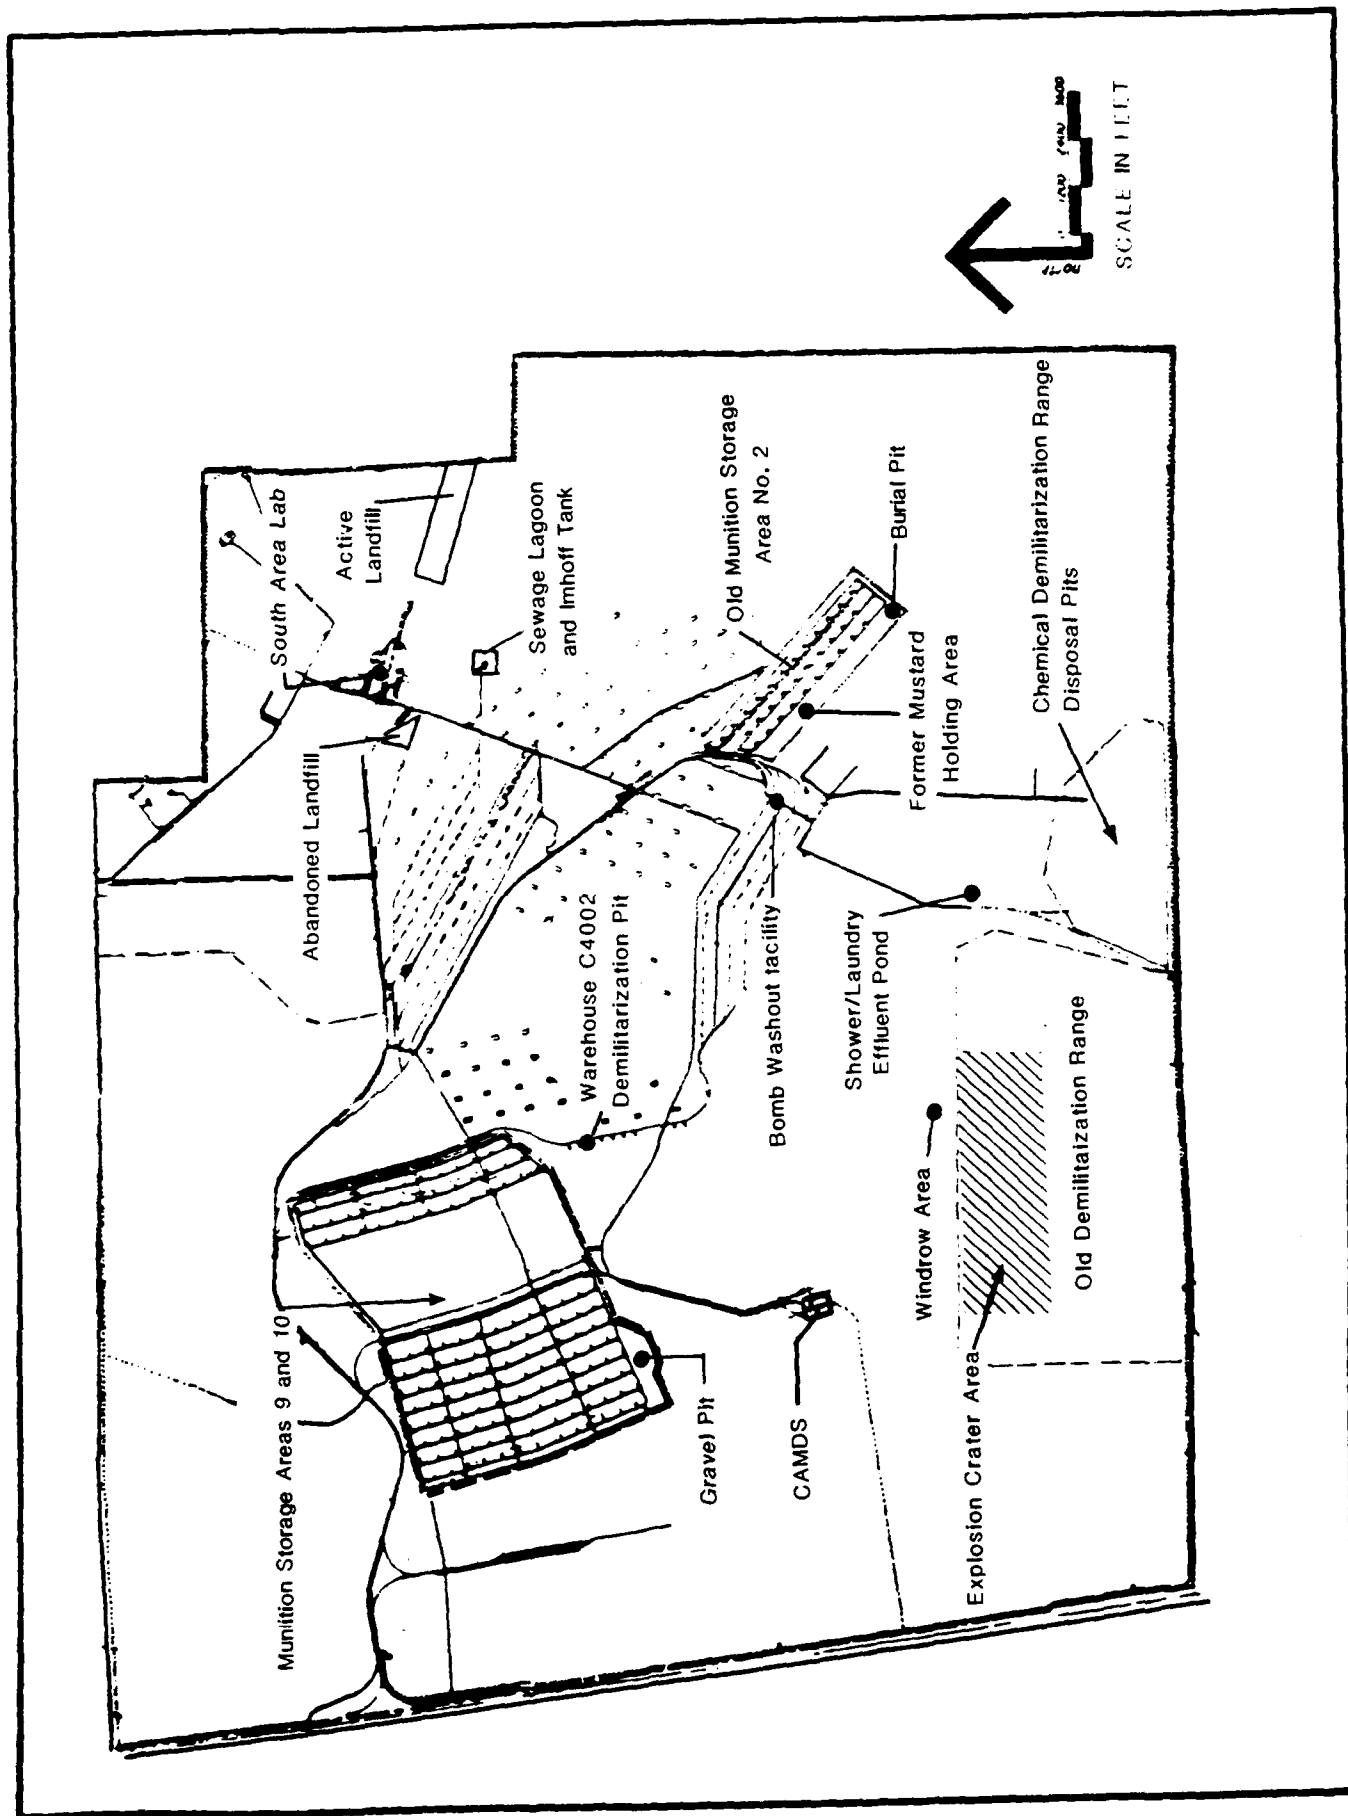 South Area Lab
Active
Landfill
Abandoned Landfill
Sewage Lagoon
and Imhoff Tank
Munition Storage Areas 9 and 10
Warehouse C4002
Demilitarization Pit
Old Munition Storage
Area No. 2
Burial Pit
Gravel Pit
Bomb Washout facility
Former Mustard
Holding Area
CAMDS
Shower/Laundry
Effluent Pond
Windrow Area
Chemical Demilitarization Range
Disposal Pits
Explosion Crater Area
Old Demilitaization Range
SCALE IN FEET